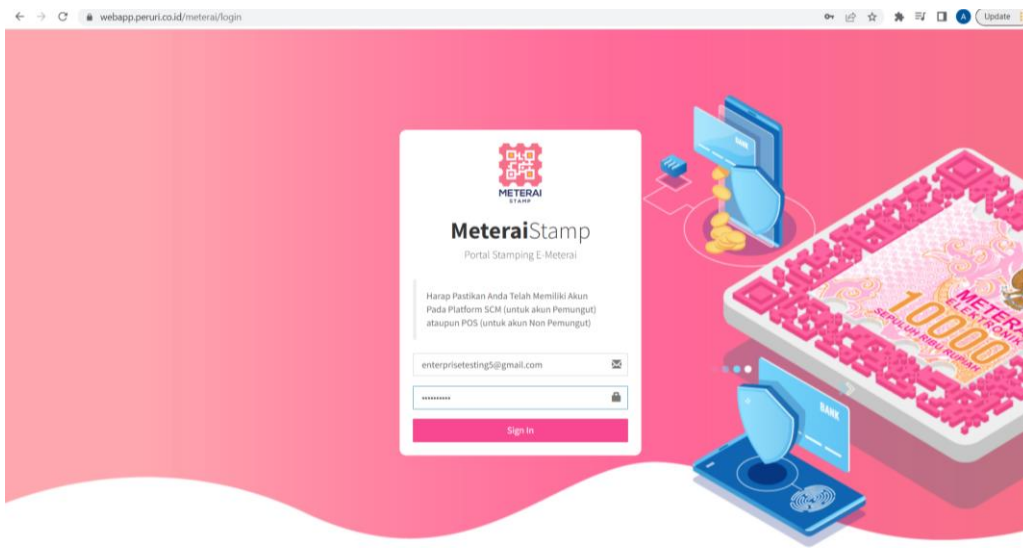 webapp.peruri.co.id/meterai/login
A
Update
METERAI
STAMP
MeteraiStamp
Portal Stamping E-Meterai
Harap Pastikan Anda Telah Memiliki Akun
Pada Platform SCM (untuk akun Pemungut)
ataupun POS (untuk akun Non Pemungut)
enterprisetesting5@gmail.com
••••••••••
Sign In
BANK
METERA
ELEKTRONIK
10000
SEPULUH RIBU RUPIAH
BANK